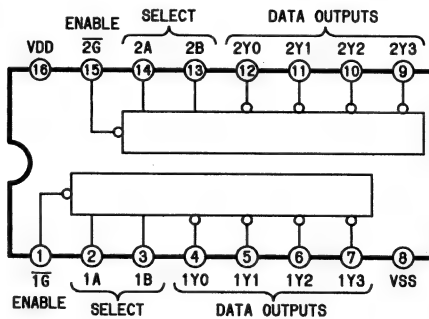 SELECT DATA OUTPUTS
ENABLE
VDD 2G 2A 2B 2Y0 2Y1 2Y2 2Y3
16 15 14 13 12 11 10 9
1 2 3 4 5 6 7 8
1G 1A 1B 1Y0 1Y1 1Y2 1Y3 VSS
ENABLE
SELECT DATA OUTPUTS